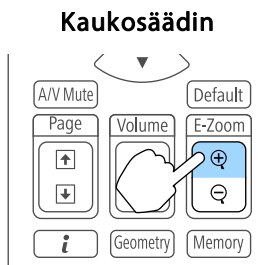 Kaukosäädin
A/V Mute Default
Page Volume E-Zoom
i Geometry Memory